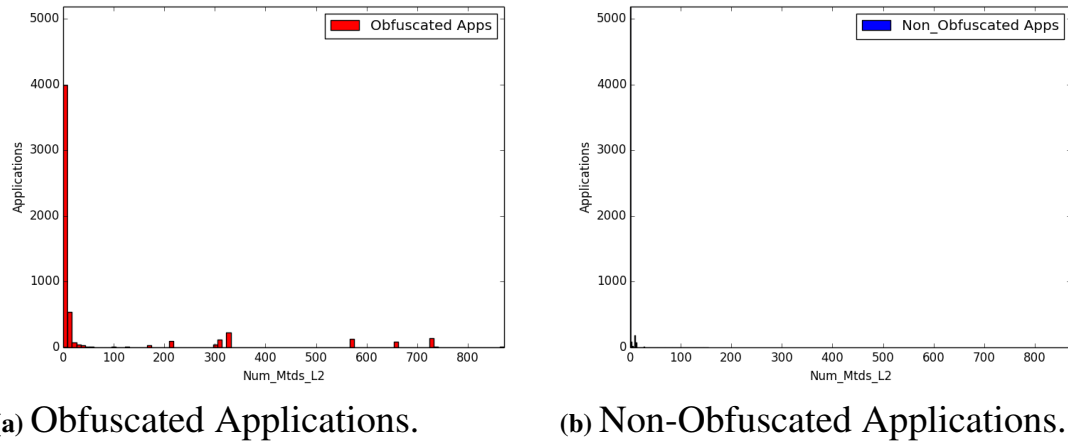 5000
4000
3000
2000
1000
0
Applications
Obfuscated Apps
0 100 200 300 400 500 600 700 800
Num_Mtds_L2
(a) Obfuscated Applications.
5000
4000
3000
2000
1000
0
Applications
Non_Obfuscated Apps
0 100 200 300 400 500 600 700 800
Num_Mtds_L2
(b) Non-Obfuscated Applications.